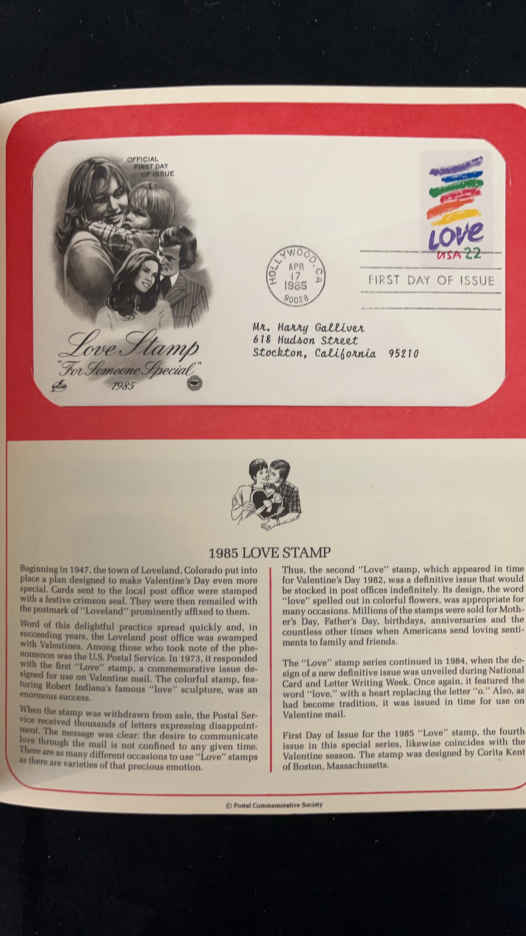 OFFICIAL
FIRST DAY
OF ISSUE
LOVE
USA 22
HOLLYWOOD, CA
APR
17
1985
90028
FIRST DAY OF ISSUE
Mr. Harry Galliver
618 Hudson Street
Stockton, California 95210
Love Stamp
"For Someone Special"
1985
1985 LOVE STAMP
Beginning in 1947, the town of Loveland, Colorado put into
place a plan designed to make Valentine's Day even more
special. Cards sent to the local post office were stamped
with a festive crimson seal. They were then remailed with
the postmark of "Loveland" prominently affixed to them.
Word of this delightful practice spread quickly and, in
succeeding years, the Loveland post office was swamped
with Valentines. Among those who took note of the phe-
nomenon was the U.S. Postal Service. In 1973, it responded
with the first "Love" stamp, a commemorative issue de-
signed for use on Valentine mail. The colorful stamp, fea-
turing Robert Indiana's famous "love" sculpture, was an
enormous success.
When the stamp was withdrawn from sale, the Postal Ser-
vice received thousands of letters expressing disappoint-
ment. The message was clear: the desire to communicate
love through the mail is not confined to any given time.
There are as many different occasions to use "Love" stamps
as there are varieties of that precious emotion.
Thus, the second "Love" stamp, which appeared in time
for Valentine's Day 1982, was a definitive issue that would
be stocked in post offices indefinitely. Its design, the word
"love" spelled out in colorful flowers, was appropriate for
many occasions. Millions of the stamps were sold for Moth-
er's Day, Father's Day, birthdays, anniversaries and the
countless other times when Americans send loving senti-
ments to family and friends.
The "Love" stamp series continued in 1984, when the de-
sign of a new definitive issue was unveiled during National
Card and Letter Writing Week. Once again, it featured the
word "love," with a heart replacing the letter "o." Also, as
had become tradition, it was issued in time for use on
Valentine mail.
First Day of Issue for the 1985 "Love" stamp, the fourth
issue in this special series, likewise coincides with the
Valentine season. The stamp was designed by Corita Kent
of Boston, Massachusetts.
© Postal Commemorative Society